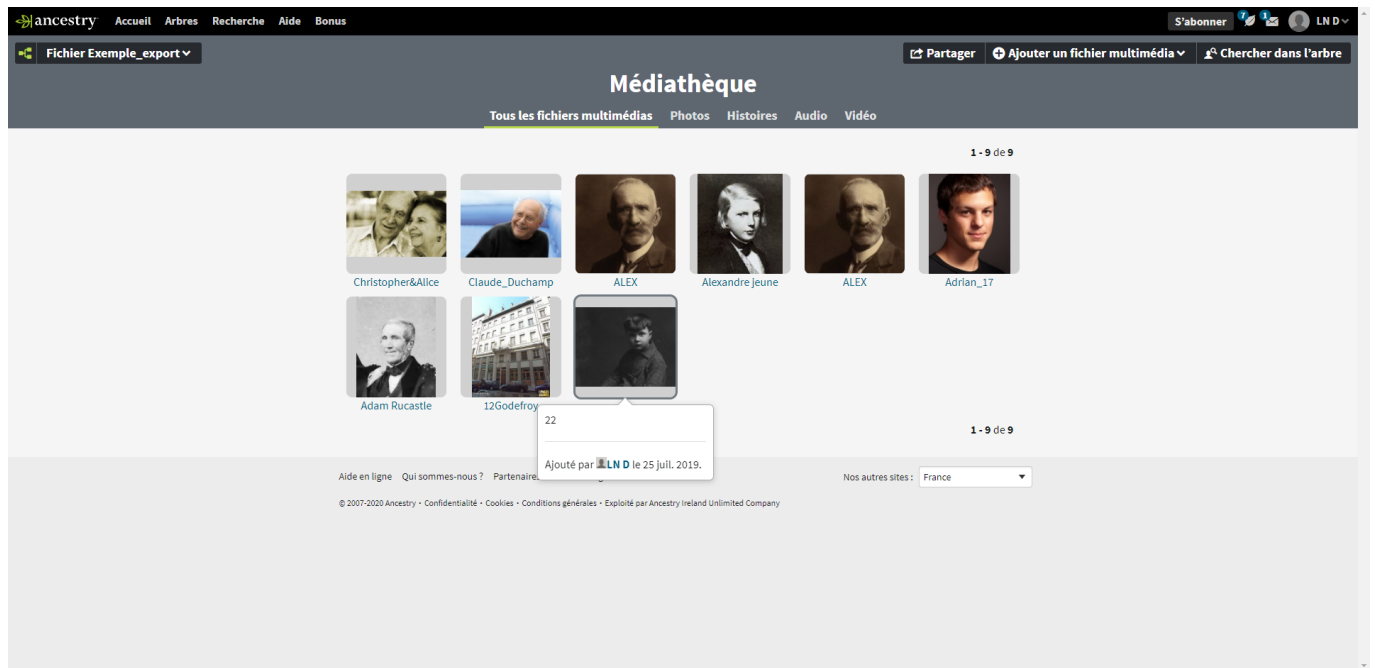 ancestry Accueil Arbres Recherche Aide Bonus S'abonner 7 1 LN D
Fichier Exemple_export Partager Ajouter un fichier multimédia Chercher dans l'arbre
Médiathèque
Tous les fichiers multimédias Photos Histoires Audio Vidéo
1 - 9 de 9
Christopher&Alice Claude_Duchamp ALEX Alexandre jeune ALEX Adrian_17
Adam Rucastle 12Godefroy
22
1 - 9 de 9
Ajouté par LN D le 25 juil. 2019.
Aide en ligne Qui sommes-nous ? Nos autres sites : France
© 2007-2020 Ancestry • Confidentialité • Cookies • Conditions générales • Exploité par Ancestry Ireland Unlimited Company